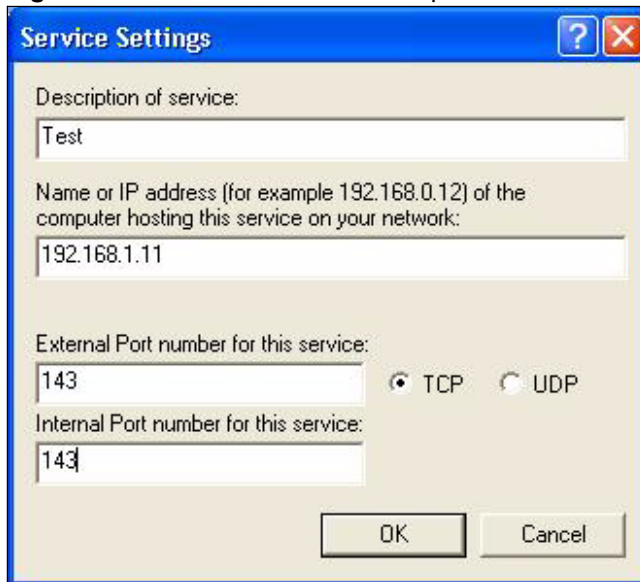 Service Settings
Description of service:
Test
Name or IP address (for example 192.168.0.12) of the
computer hosting this service on your network:
192.168.1.11
External Port number for this service:
143
TCP
UDP
Internal Port number for this service:
143
OK
Cancel